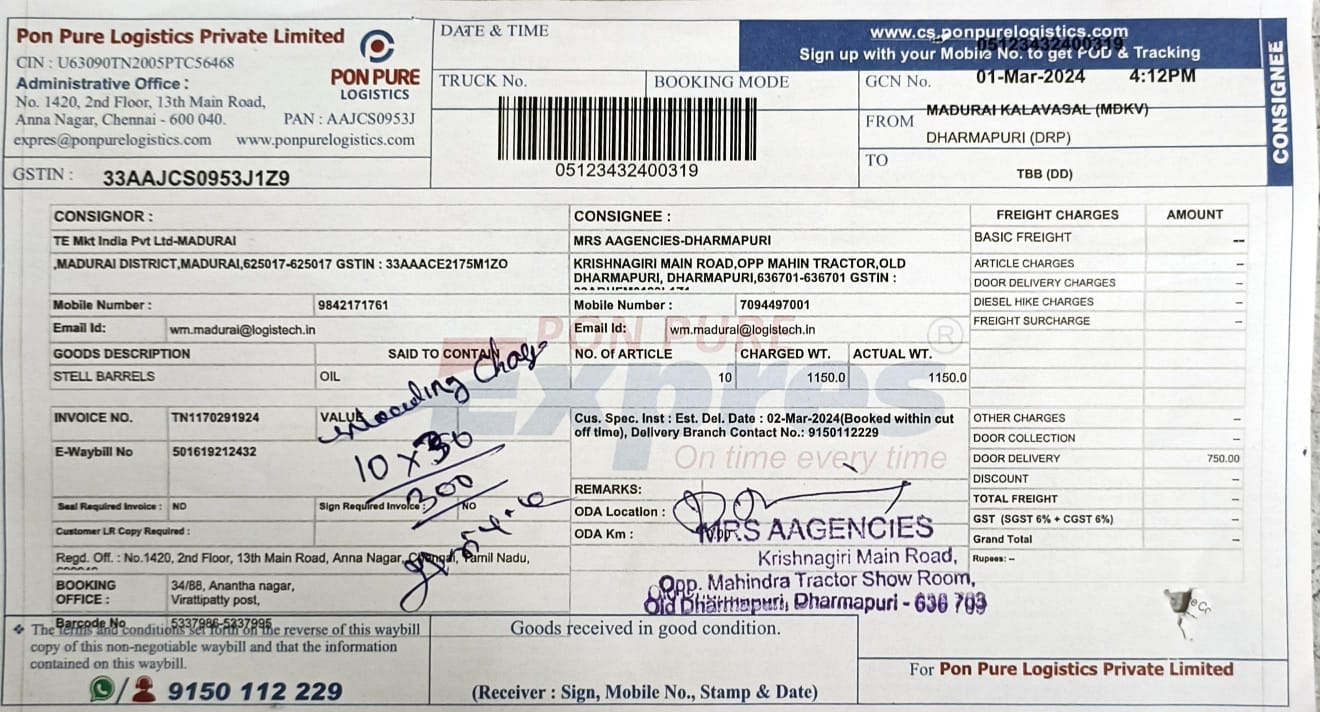 Pon Pure Logistics Private Limited
CIN : U63090TN2005PTC56468
Administrative Office :
No. 1420, 2nd Floor, 13th Main Road,
Anna Nagar, Chennai - 600 040. PAN : AAJCS0953J
expres@ponpurelogistics.com www.ponpurelogistics.com
PON PURE
LOGISTICS
GSTIN : 33AAJCS0953J1Z9
DATE & TIME
TRUCK No. BOOKING MODE
05123432400319
www.cs.ponpurelogistics.com
05123432400319
Sign up with your Mobile No. to get POD & Tracking
GCN No. 01-Mar-2024 4:12PM
MADURAI KALAVASAL (MDKV)
FROM
DHARMAPURI (DRP)
TO
TBB (DD)
CONSIGNEE
CONSIGNOR : CONSIGNEE : FREIGHT CHARGES AMOUNT
TE Mkt India Pvt Ltd-MADURAI MRS AAGENCIES-DHARMAPURI BASIC FREIGHT --
,MADURAI DISTRICT,MADURAI,625017-625017 GSTIN : 33AAACE2175M1ZO KRISHNAGIRI MAIN ROAD,OPP MAHIN TRACTOR,OLD ARTICLE CHARGES --
DHARMAPURI, DHARMAPURI,636701-636701 GSTIN : DOOR DELIVERY CHARGES --
Mobile Number : 9842171761 Mobile Number : 7094497001 DIESEL HIKE CHARGES --
Email Id: wm.madurai@logistech.in Email Id: wm.madurai@logistech.in FREIGHT SURCHARGE --
PON PURE ®
Expres
On time every time
GOODS DESCRIPTION SAID TO CONTAIN NO. OF ARTICLE CHARGED WT. ACTUAL WT.
STELL BARRELS OIL 10 1150.0 1150.0
INVOICE NO. TN1170291924 VALUE Cus. Spec. Inst : Est. Del. Date : 02-Mar-2024(Booked within cut OTHER CHARGES --
off time), Delivery Branch Contact No.: 9150112229 DOOR COLLECTION --
E-Waybill No 501619212432 DOOR DELIVERY 750.00
DISCOUNT --
REMARKS: TOTAL FREIGHT --
Seal Required Invoice : NO Sign Required Invoice : NO ODA Location : GST (SGST 6% + CGST 6%) --
Customer LR Copy Required : ODA Km : Grand Total --
Rupees: --
unloading Charge
10 x 30
300
MRS AAGENCIES
Krishnagiri Main Road,
Opp. Mahindra Tractor Show Room,
Old Dharmapuri, Dharmapuri - 636 703
Regd. Off. : No.1420, 2nd Floor, 13th Main Road, Anna Nagar, Chennai, Tamil Nadu,
BOOKING OFFICE : 34/88, Anantha nagar,
Virattipatty post,
Barcode No 5337986-5337995
❖ The terms and conditions set forth on the reverse of this waybill
copy of this non-negotiable waybill and that the information
contained on this waybill.
/ 9150 112 229
Goods received in good condition.
(Receiver : Sign, Mobile No., Stamp & Date)
For Pon Pure Logistics Private Limited